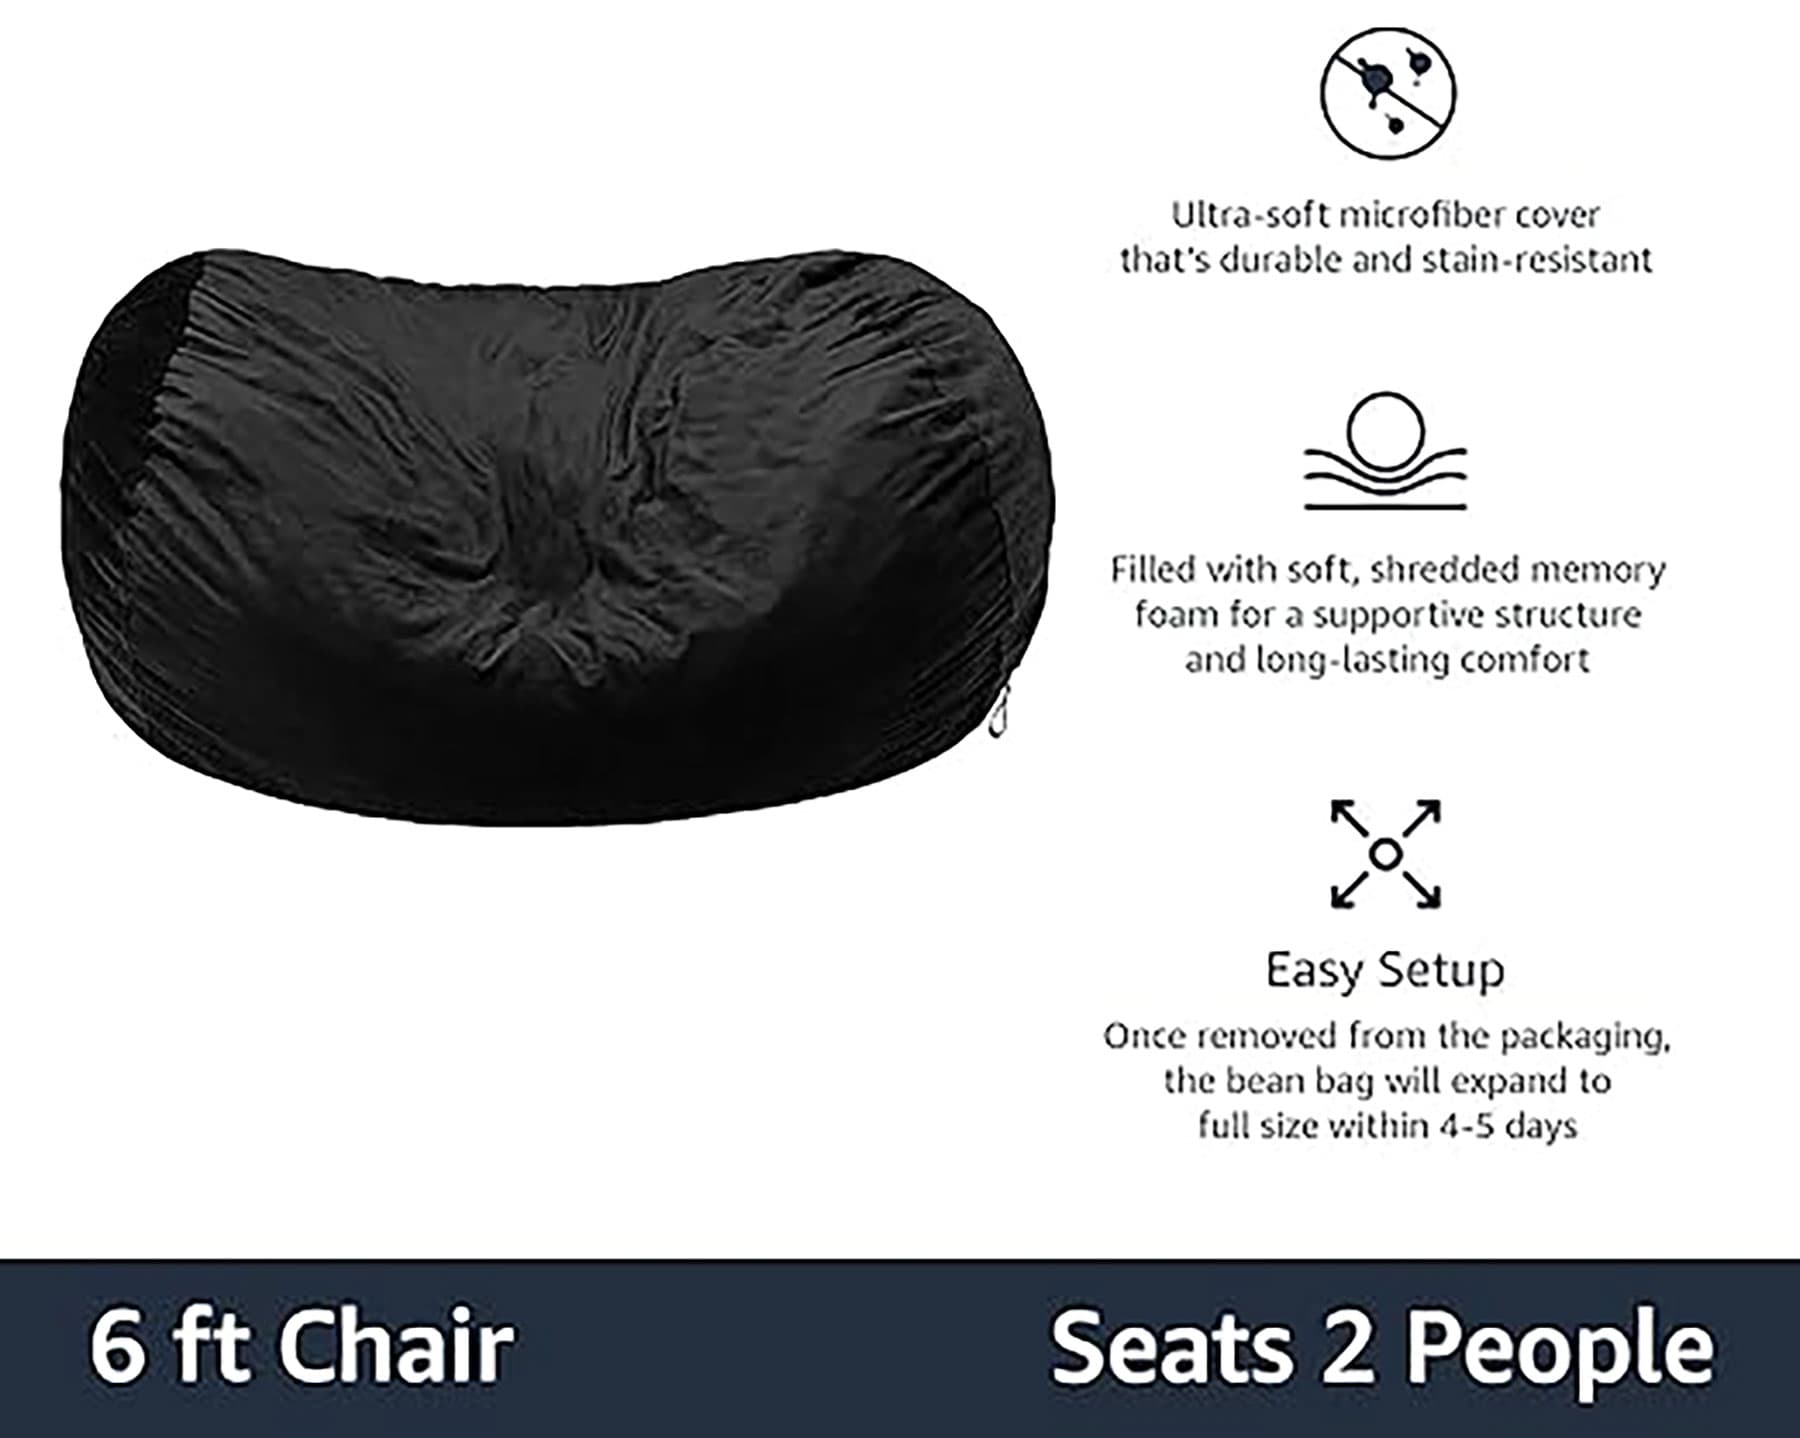 Ultra-soft microfiber cover
that's durable and stain-resistant
Filled with soft, shredded memory
foam for a supportive structure
and long-lasting comfort
Easy Setup
Once removed from the packaging,
the bean bag will expand to
full size within 4-5 days
6 ft Chair
Seats 2 People